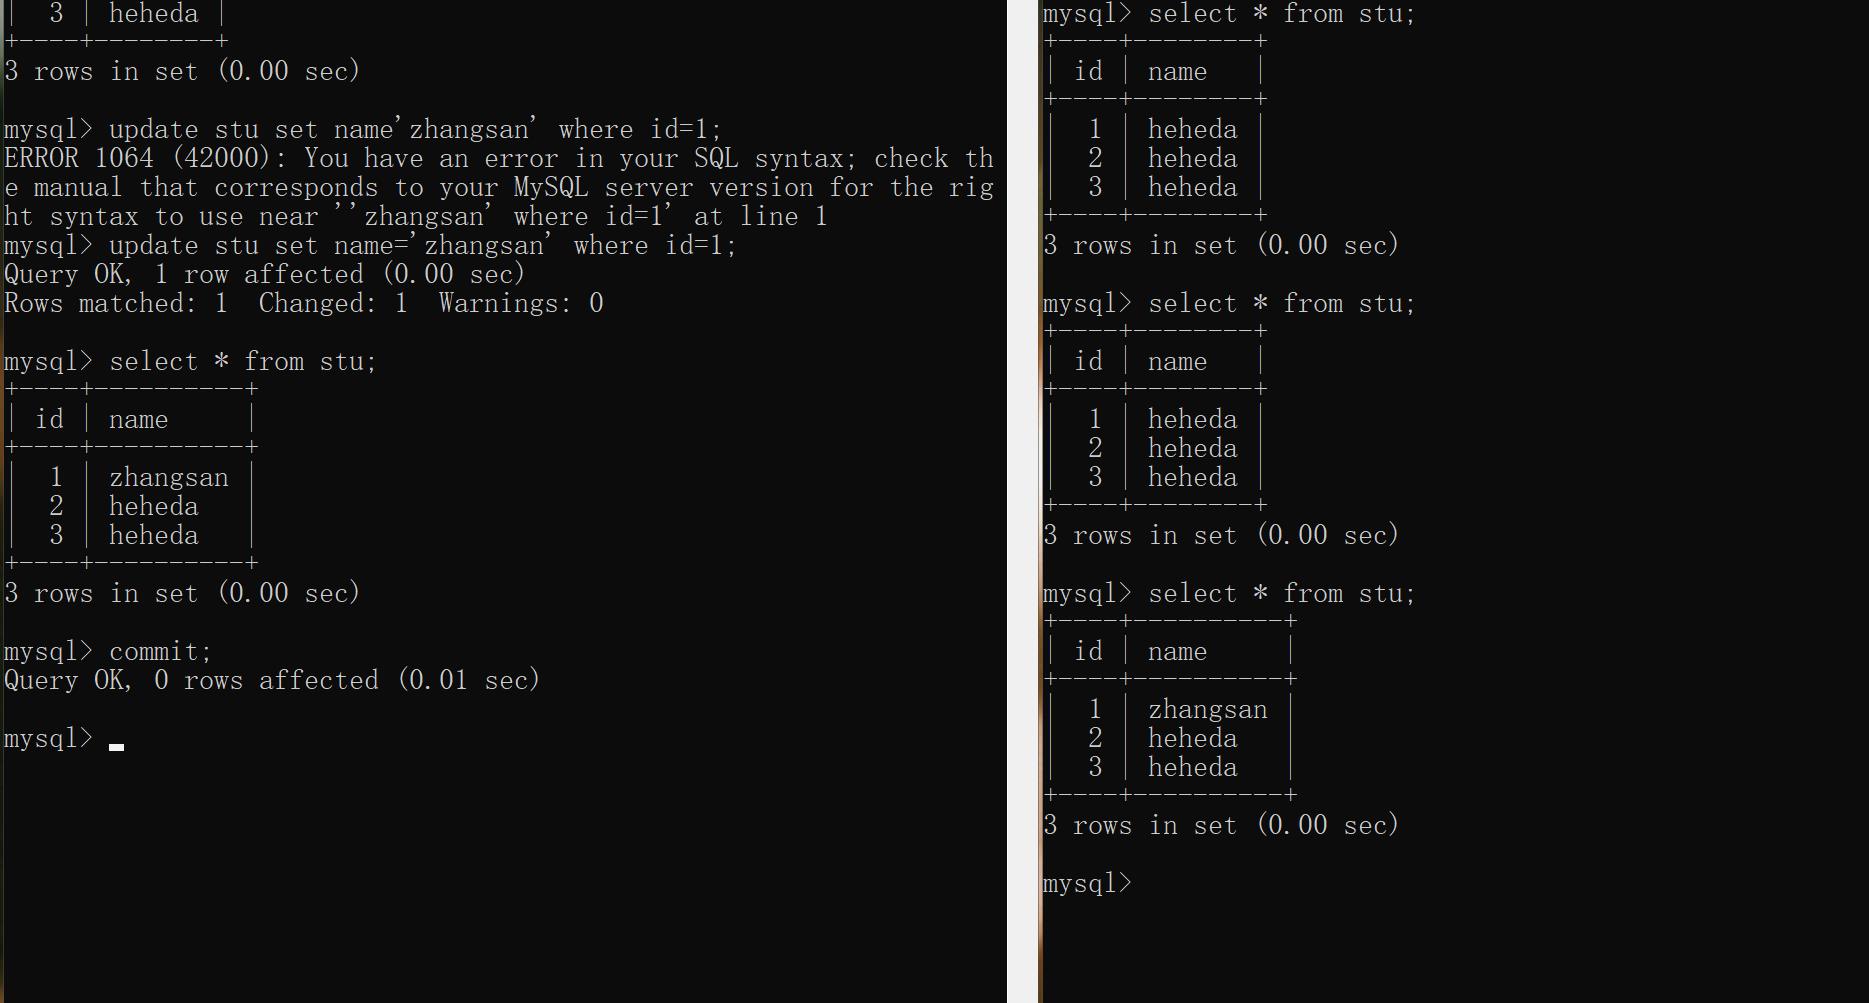 | 3 | heheda |
+----+--------+
3 rows in set (0.00 sec)
mysql> update stu set name'zhangsan' where id=1;
ERROR 1064 (42000): You have an error in your SQL syntax; check th
e manual that corresponds to your MySQL server version for the rig
ht syntax to use near ''zhangsan' where id=1' at line 1
mysql> update stu set name='zhangsan' where id=1;
Query OK, 1 row affected (0.00 sec)
Rows matched: 1  Changed: 1  Warnings: 0
mysql> select * from stu;
+----+----------+
| id | name     |
+----+----------+
|  1 | zhangsan |
|  2 | heheda   |
|  3 | heheda   |
+----+----------+
3 rows in set (0.00 sec)
mysql> commit;
Query OK, 0 rows affected (0.01 sec)
mysql>
mysql> select * from stu;
+----+--------+
| id | name   |
+----+--------+
|  1 | heheda |
|  2 | heheda |
|  3 | heheda |
+----+--------+
3 rows in set (0.00 sec)
mysql> select * from stu;
+----+--------+
| id | name   |
+----+--------+
|  1 | heheda |
|  2 | heheda |
|  3 | heheda |
+----+--------+
3 rows in set (0.00 sec)
mysql> select * from stu;
+----+----------+
| id | name     |
+----+----------+
|  1 | zhangsan |
|  2 | heheda   |
|  3 | heheda   |
+----+----------+
3 rows in set (0.00 sec)
mysql>